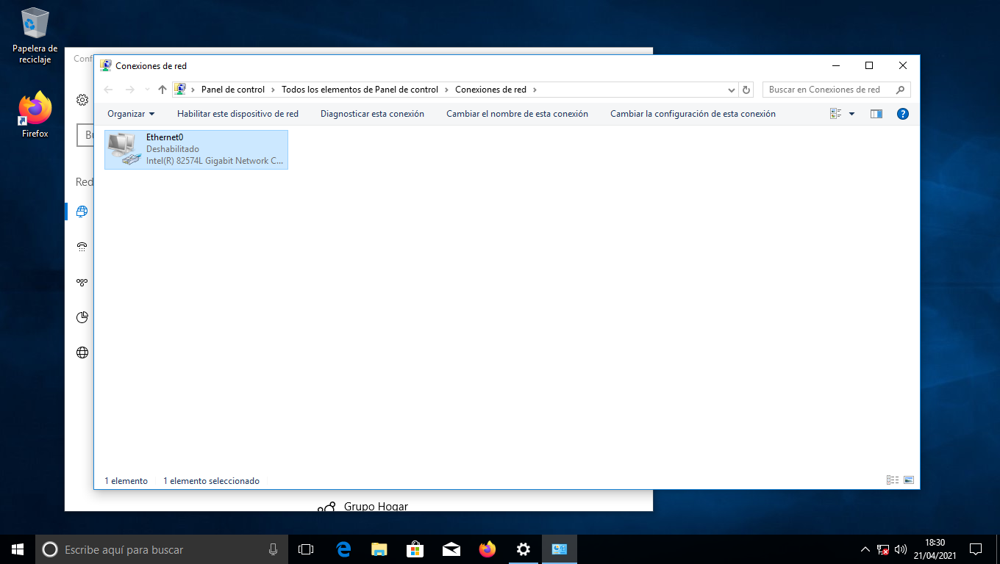 Papelera de
reciclaje
Firefox
Conf
Conexiones de red
Panel de control
Todos los elementos de Panel de control
Conexiones de red
Buscar en Conexiones de red
Organizar
Habilitar este dispositivo de red
Diagnosticar esta conexión
Cambiar el nombre de esta conexión
Cambiar la configuración de esta conexión
Bu
Ethernet0
Deshabilitado
Intel(R) 82574L Gigabit Network C...
Red
1 elemento
1 elemento seleccionado
Grupo Hogar
Escribe aquí para buscar
18:30
21/04/2021